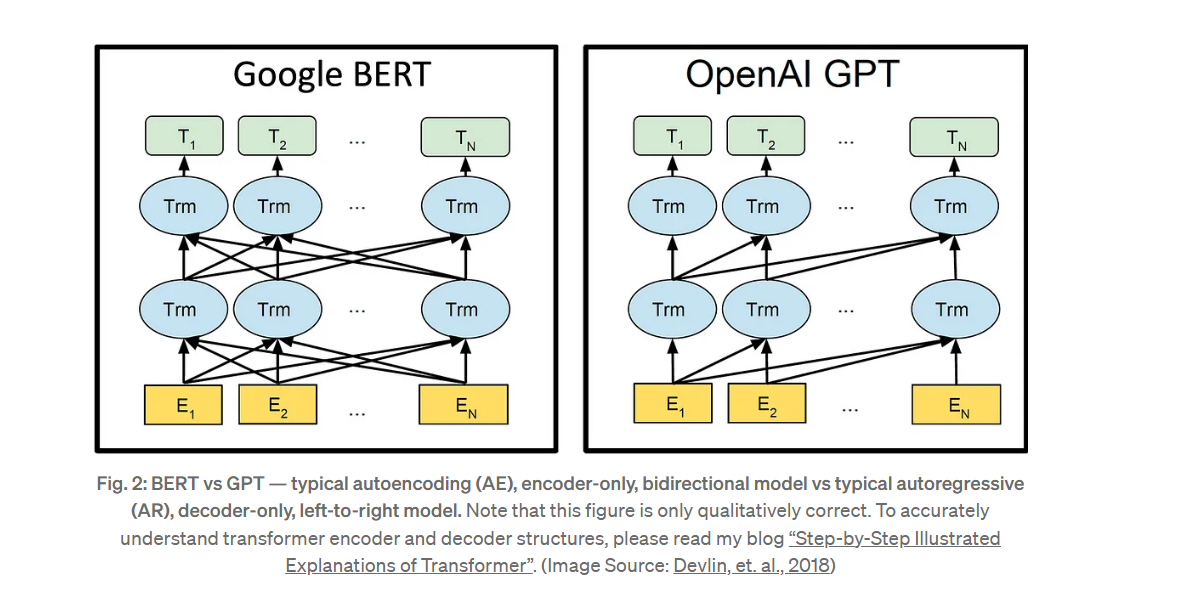 Google BERT
T1 T2 ... TN
Trm Trm ... Trm
Trm Trm ... Trm
E1 E2 ... EN
OpenAI GPT
T1 T2 ... TN
Trm Trm ... Trm
Trm Trm ... Trm
E1 E2 ... EN
Fig. 2: BERT vs GPT — typical autoencoding (AE), encoder-only, bidirectional model vs typical autoregressive
(AR), decoder-only, left-to-right model. Note that this figure is only qualitatively correct. To accurately
understand transformer encoder and decoder structures, please read my blog “Step-by-Step Illustrated
Explanations of Transformer”. (Image Source: Devlin, et. al., 2018)